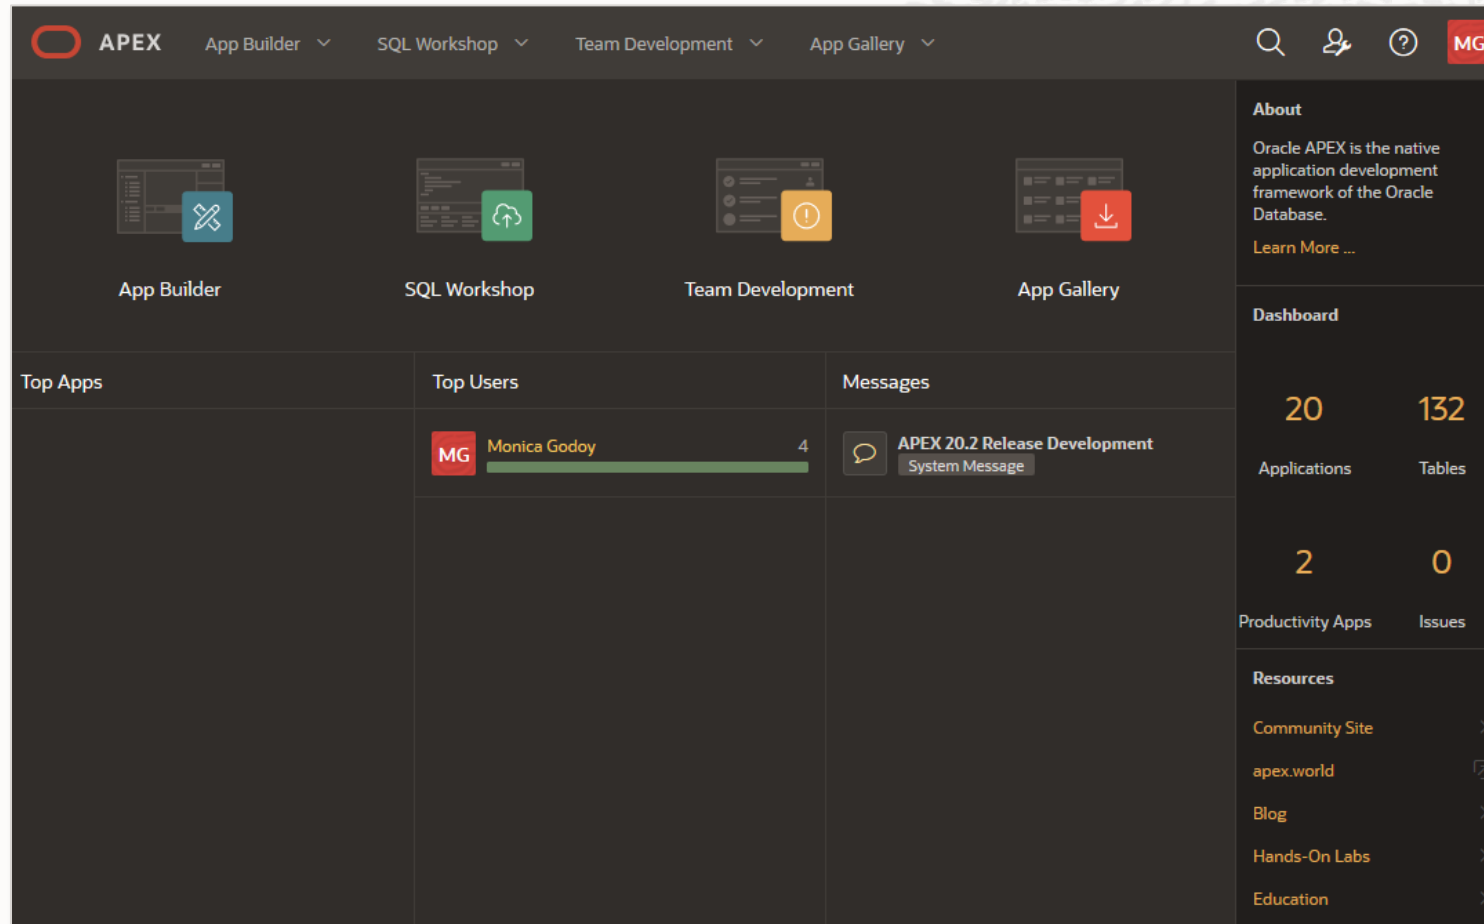 APEX
App Builder
SQL Workshop
Team Development
App Gallery
MG
App Builder
SQL Workshop
Team Development
App Gallery
Top Apps
Top Users
MG
Monica Godoy
4
Messages
APEX 20.2 Release Development
System Message
About
Oracle APEX is the native
application development
framework of the Oracle
Database.
Learn More ...
Dashboard
20
132
Applications
Tables
2
0
Productivity Apps
Issues
Resources
Community Site
apex.world
Blog
Hands-On Labs
Education